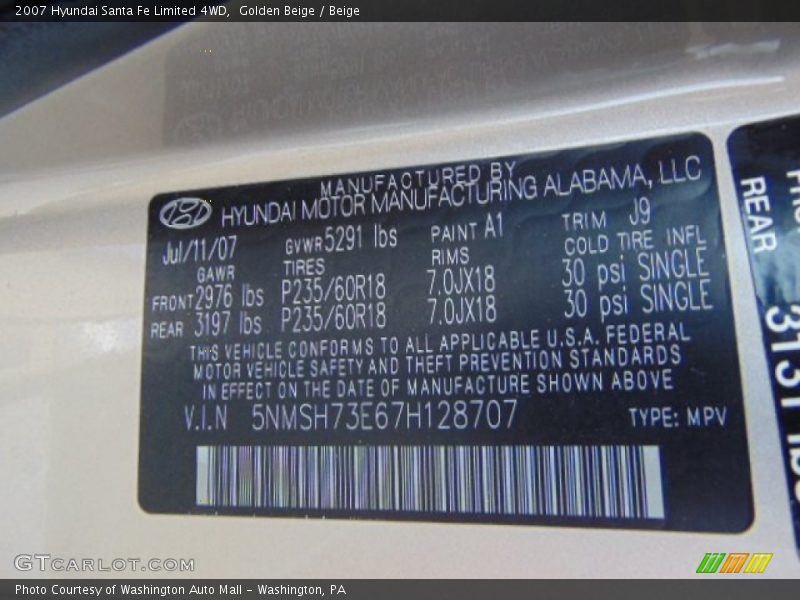 2007 Hyundai Santa Fe Limited 4WD,  Golden Beige / Beige
MANUFACTURED BY
HYUNDAI MOTOR MANUFACTURING ALABAMA, LLC
Jul/11/07 GVWR 5291 lbs PAINT A1 TRIM J9
GAWR TIRES RIMS COLD TIRE INFL
FRONT 2976 lbs P235/60R18 7.0JX18 30 psi SINGLE
REAR 3197 lbs P235/60R18 7.0JX18 30 psi SINGLE
THIS VEHICLE CONFORMS TO ALL APPLICABLE U.S.A. FEDERAL
MOTOR VEHICLE SAFETY AND THEFT PREVENTION STANDARDS
IN EFFECT ON THE DATE OF MANUFACTURE SHOWN ABOVE
V.I.N 5NMSH73E67H128707 TYPE: MPV
REAR
GTCARLOT.COM
Photo Courtesy of Washington Auto Mall - Washington, PA